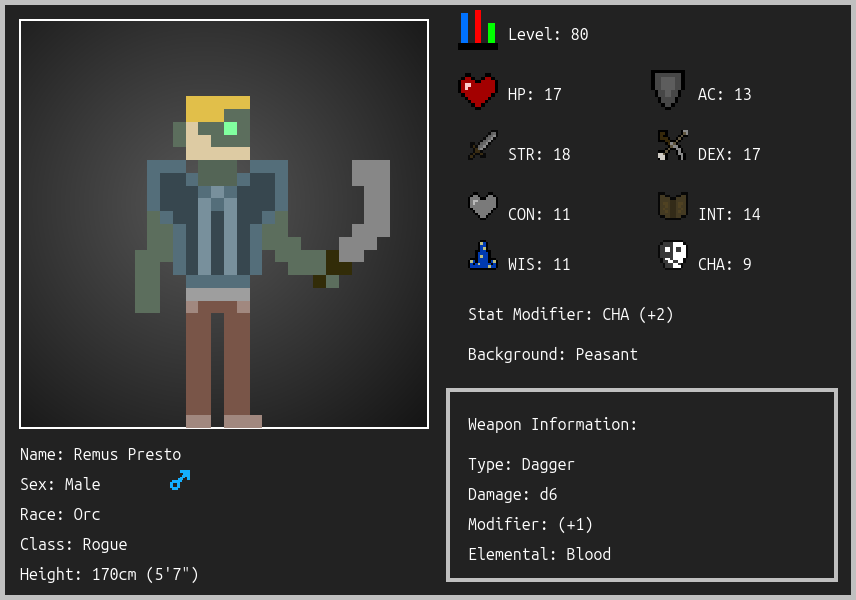 Level: 80
HP: 17
AC: 13
STR: 18
DEX: 17
CON: 11
INT: 14
WIS: 11
CHA: 9
Stat Modifier: CHA (+2)
Background: Peasant
Weapon Information:
Type: Dagger
Damage: d6
Modifier: (+1)
Elemental: Blood
Name: Remus Presto
Sex: Male
Race: Orc
Class: Rogue
Height: 170cm (5'7")